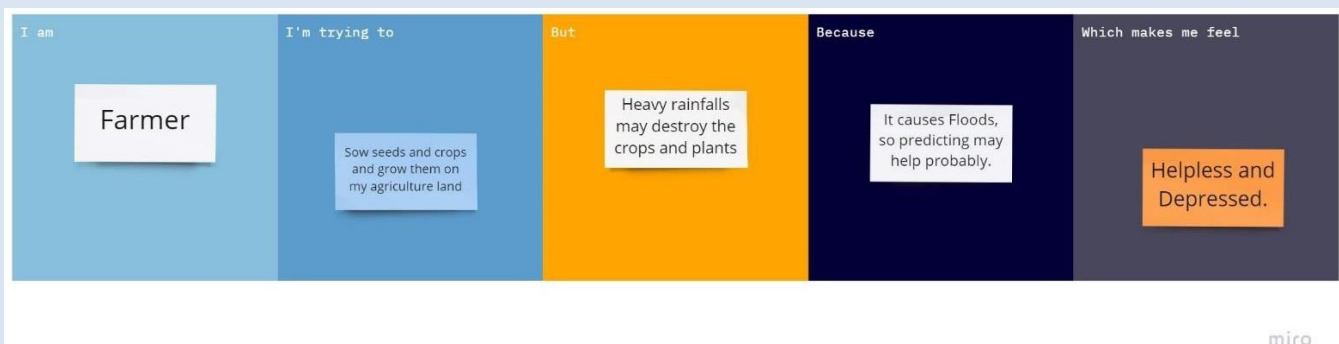 I am
Farmer
I'm trying to
Sow seeds and crops
and grow them on
my agriculture land
But
Heavy rainfalls
may destroy the
crops and plants
Because
It causes Floods,
so predicting may
help probably.
Which makes me feel
Helpless and
Depressed.
miro